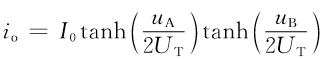 i_o = I_0 tanh(u_A / 2U_T) tanh(u_B / 2U_T)